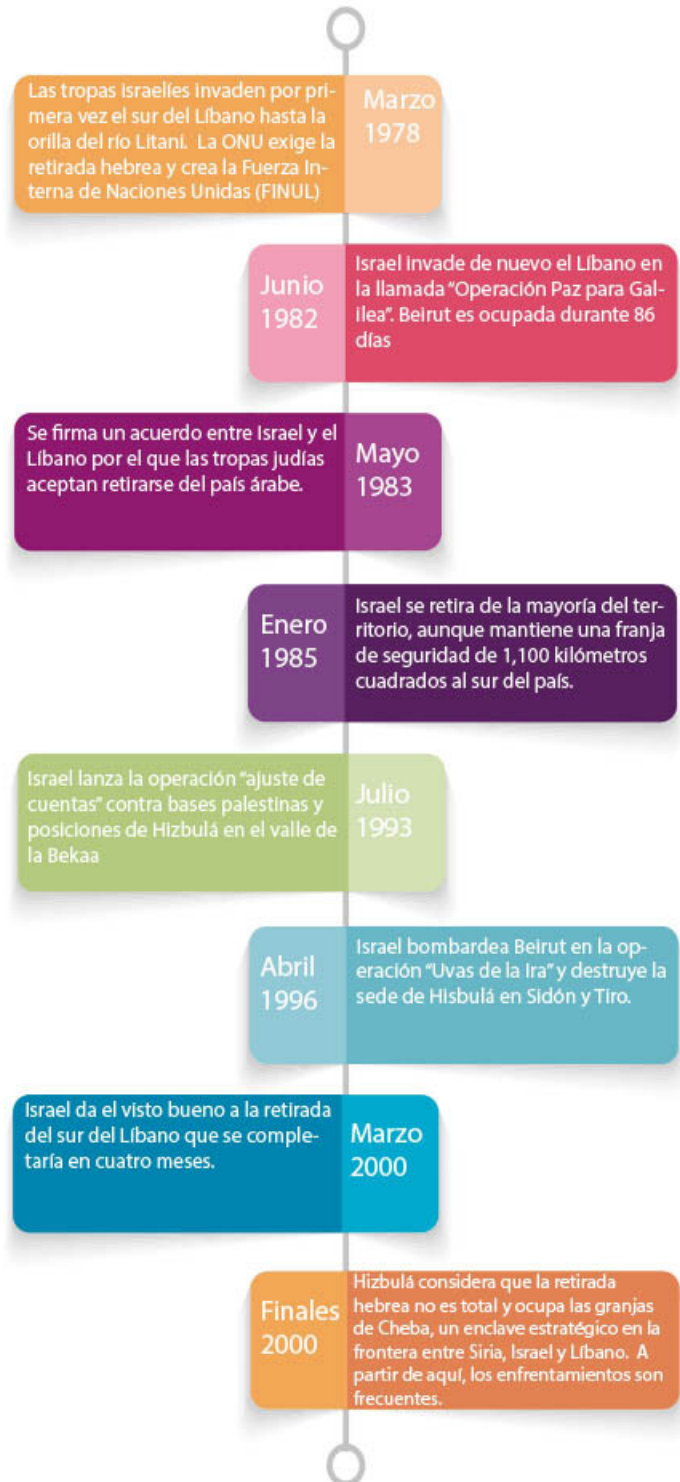 Las tropas israelíes invaden por pri-
mera vez el sur del Líbano hasta la
orilla del río Litani.  La ONU exige la
retirada hebrea y crea la Fuerza In-
terna de Naciones Unidas (FINUL)
Marzo
1978
Junio
1982
Israel invade de nuevo el Líbano en
la llamada "Operación Paz para Gal-
ilea". Beirut es ocupada durante 86
días
Se firma un acuerdo entre Israel y el
Líbano por el que las tropas judías
aceptan retirarse del país árabe.
Mayo
1983
Enero
1985
Israel se retira de la mayoría del ter-
ritorio, aunque mantiene una franja
de seguridad de 1,100 kilómetros
cuadrados al sur del país.
Israel lanza la operación "ajuste de
cuentas" contra bases palestinas y
posiciones de Hizbulá en el valle de
la Bekaa
Julio
1993
Abril
1996
Israel bombardea Beirut en la op-
eración "Uvas de la Ira" y destruye la
sede de Hisbulá en Sidón y Tiro.
Israel da el visto bueno a la retirada
del sur del Líbano que se comple-
taría en cuatro meses.
Marzo
2000
Finales
2000
Hizbulá considera que la retirada
hebrea no es total y ocupa las granjas
de Cheba, un enclave estratégico en la
frontera entre Siria, Israel y Líbano.  A
partir de aquí, los enfrentamientos son
frecuentes.